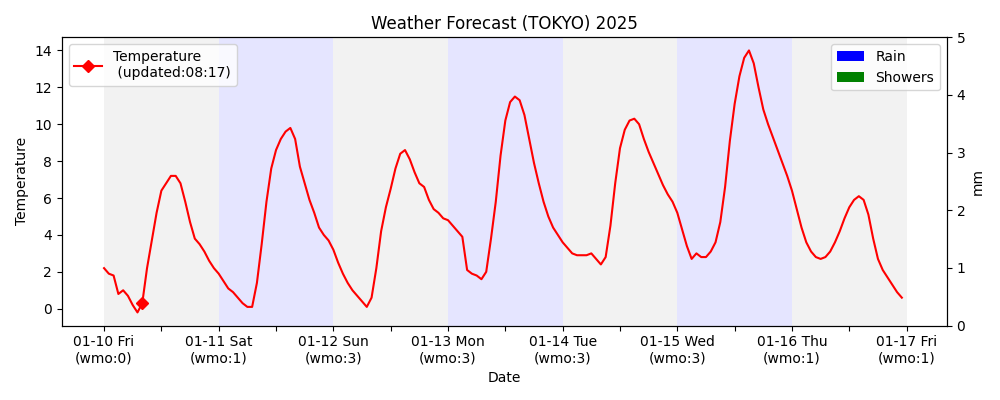 Weather Forecast (TOKYO) 2025
Temperature
(updated:08:17)
Rain
Showers
14
12
10
8
6
4
2
0
Temperature
5
4
3
2
1
0
mm
01-10 Fri
(wmo:0)
01-11 Sat
(wmo:1)
01-12 Sun
(wmo:3)
01-13 Mon
(wmo:3)
01-14 Tue
(wmo:3)
01-15 Wed
(wmo:3)
01-16 Thu
(wmo:1)
01-17 Fri
(wmo:1)
Date